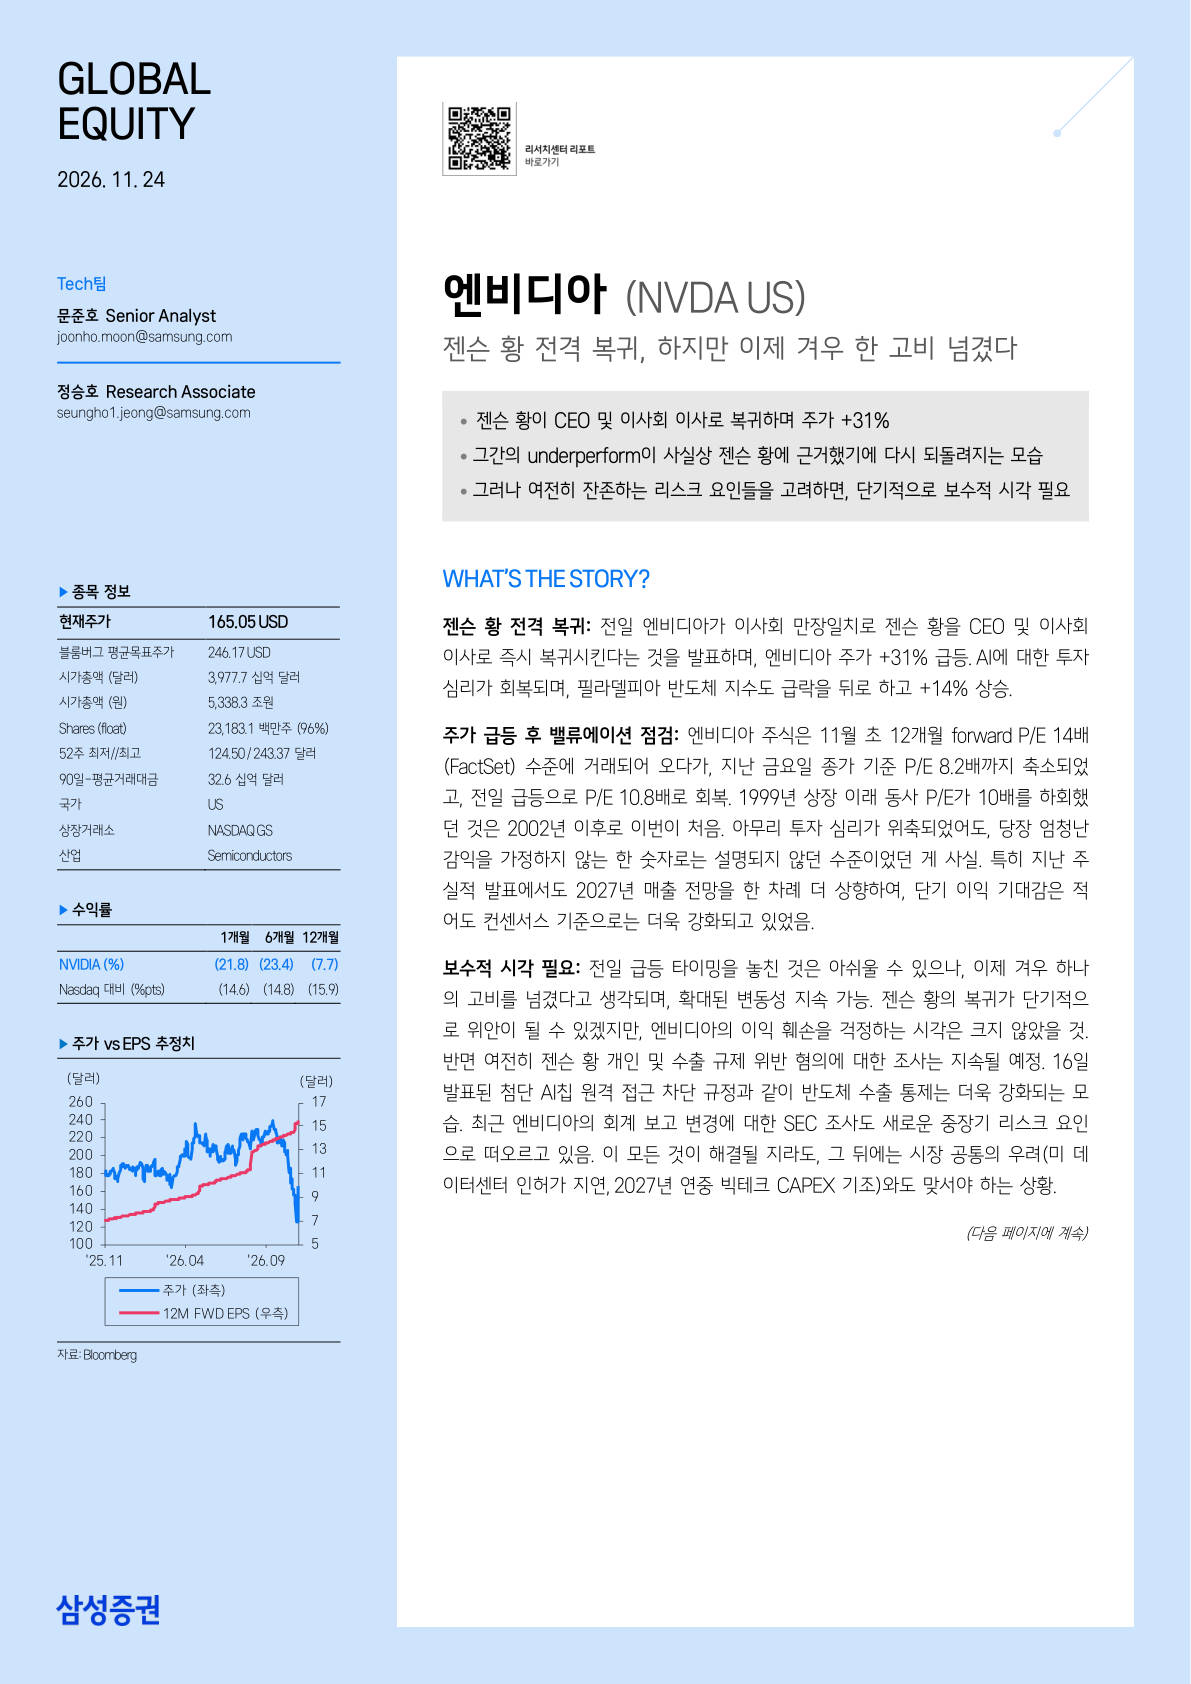 GLOBAL
EQUITY
2026. 11. 24
Tech팀
문준호 Senior Analyst
joonho.moon@samsung.com
정승호 Research Associate
seungho1.jeong@samsung.com
▶ 종목 정보
현재주가 165.05 USD
블룸버그 평균목표주가 246.17 USD
시가총액 (달러) 3,977.7 십억 달러
시가총액 (원) 5,338.3 조원
Shares (float) 23,183.1 백만주 (96%)
52주 최저//최고 124.50 / 243.37 달러
90일-평균거래대금 32.6 십억 달러
국가 US
상장거래소 NASDAQ GS
산업 Semiconductors
▶ 수익률
1개월 6개월 12개월
NVIDIA (%) (21.8) (23.4) (7.7)
Nasdaq 대비 (%pts) (14.6) (14.8) (15.9)
▶ 주가 vs EPS 추정치
(달러) (달러)
260 17
240 15
220
200 13
180 11
160 9
140
120 7
100 5
'25.11 '26.04 '26.09
주가 (좌측)
12M FWD EPS (우측)
자료: Bloomberg
삼성증권
리서치센터 리포트
바로가기
엔비디아 (NVDA US)
젠슨 황 전격 복귀, 하지만 이제 겨우 한 고비 넘겼다
• 젠슨 황이 CEO 및 이사회 이사로 복귀하며 주가 +31%
• 그간의 underperform이 사실상 젠슨 황에 근거했기에 다시 되돌려지는 모습
• 그러나 여전히 잔존하는 리스크 요인들을 고려하면, 단기적으로 보수적 시각 필요
WHAT'S THE STORY?
젠슨 황 전격 복귀: 전일 엔비디아가 이사회 만장일치로 젠슨 황을 CEO 및 이사회
이사로 즉시 복귀시킨다는 것을 발표하며, 엔비디아 주가 +31% 급등. AI에 대한 투자
심리가 회복되며, 필라델피아 반도체 지수도 급락을 뒤로 하고 +14% 상승.
주가 급등 후 밸류에이션 점검: 엔비디아 주식은 11월 초 12개월 forward P/E 14배
(FactSet) 수준에 거래되어 오다가, 지난 금요일 종가 기준 P/E 8.2배까지 축소되었
고, 전일 급등으로 P/E 10.8배로 회복. 1999년 상장 이래 동사 P/E가 10배를 하회했
던 것은 2002년 이후로 이번이 처음. 아무리 투자 심리가 위축되었어도, 당장 엄청난
감익을 가정하지 않는 한 숫자로는 설명되지 않던 수준이었던 게 사실. 특히 지난 주
실적 발표에서도 2027년 매출 전망을 한 차례 더 상향하여, 단기 이익 기대감은 적
어도 컨센서스 기준으로는 더욱 강화되고 있었음.
보수적 시각 필요: 전일 급등 타이밍을 놓친 것은 아쉬울 수 있으나, 이제 겨우 하나
의 고비를 넘겼다고 생각되며, 확대된 변동성 지속 가능. 젠슨 황의 복귀가 단기적으
로 위안이 될 수 있겠지만, 엔비디아의 이익 훼손을 걱정하는 시각은 크지 않았을 것.
반면 여전히 젠슨 황 개인 및 수출 규제 위반 혐의에 대한 조사는 지속될 예정. 16일
발표된 첨단 AI칩 원격 접근 차단 규정과 같이 반도체 수출 통제는 더욱 강화되는 모
습. 최근 엔비디아의 회계 보고 변경에 대한 SEC 조사도 새로운 중장기 리스크 요인
으로 떠오르고 있음. 이 모든 것이 해결될 지라도, 그 뒤에는 시장 공통의 우려(미 데
이터센터 인허가 지연, 2027년 연중 빅테크 CAPEX 기조)와도 맞서야 하는 상황.
(다음 페이지에 계속)